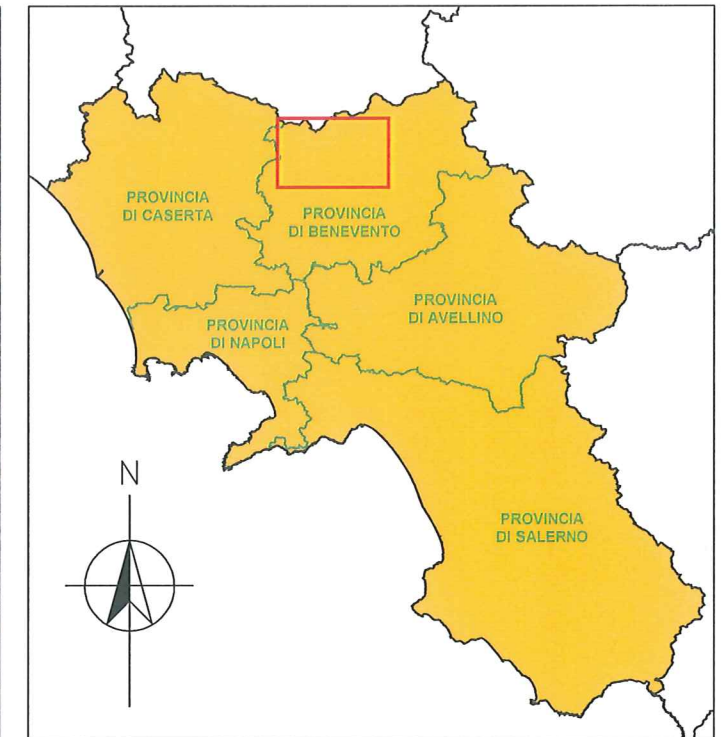 PROVINCIA
DI CASERTA
PROVINCIA
DI BENEVENTO
PROVINCIA
DI AVELLINO
PROVINCIA
DI NAPOLI
N
PROVINCIA
DI SALERNO